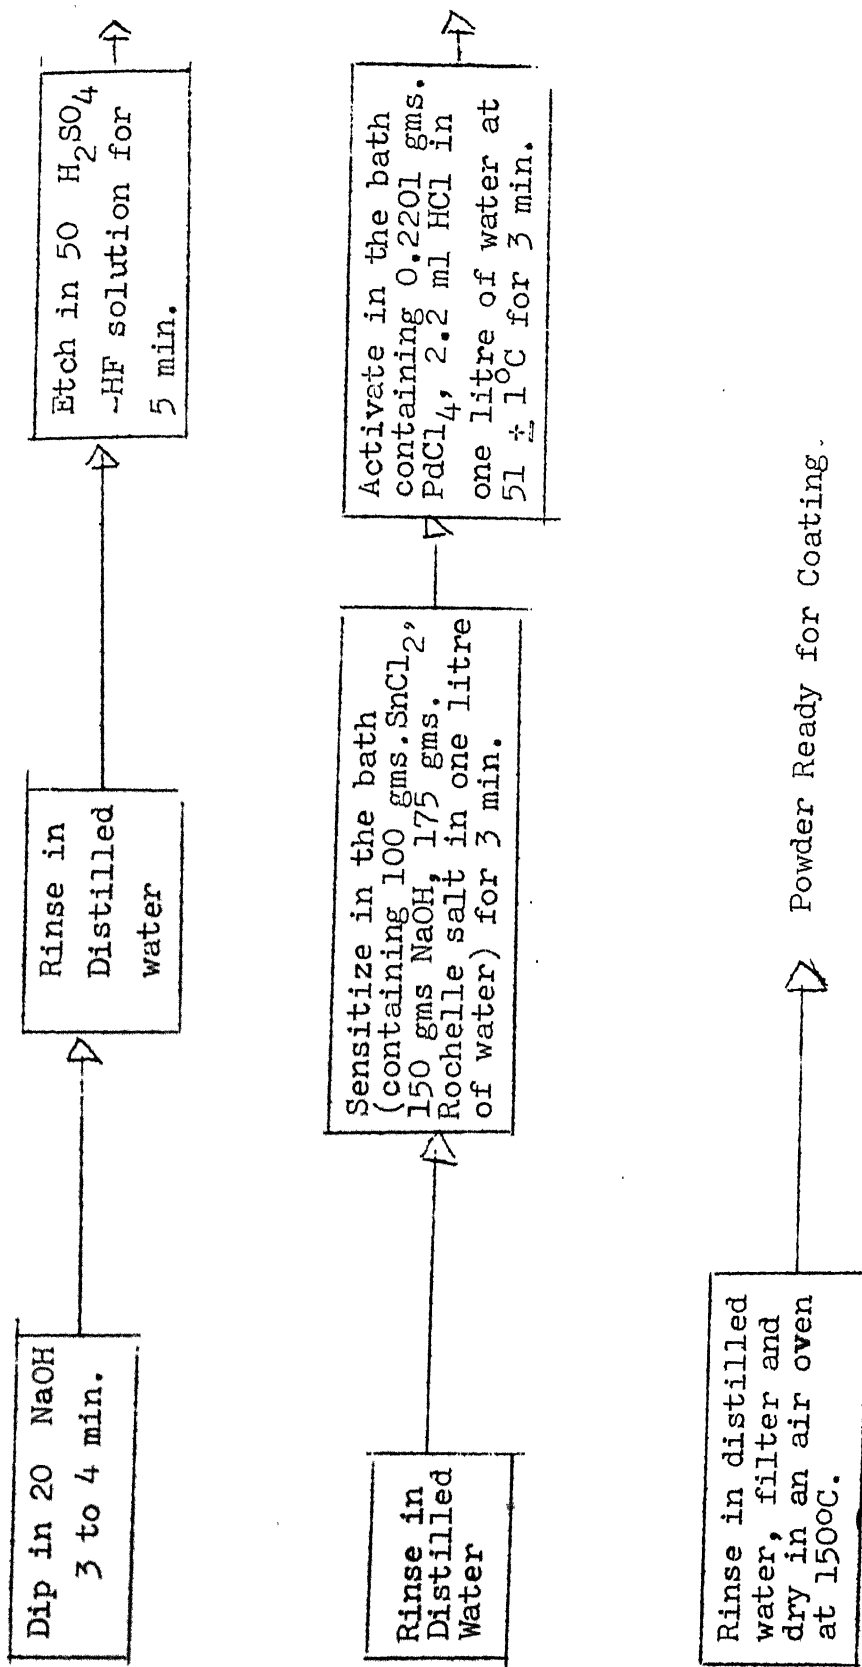 Dip in 20 NaOH
3 to 4 min.
Rinse in
Distilled
water
Etch in 50 H₂SO₄
-HF solution for
5 min.
Rinse in
Distilled
Water
Sensitize in the bath
(containing 100 gms.SnCl₂,
150 gms NaOH, 175 gms.
Rochelle salt in one litre
of water) for 3 min.
Activate in the bath
containing 0.2201 gms.
PdCl₄, 2.2 ml HCl in
one litre of water at
51 ± 1°C for 3 min.
Rinse in distilled
water, filter and
dry in an air oven
at 150°C.
Powder Ready for Coating.